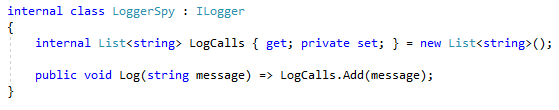 internal class LoggerSpy : ILogger
{
    internal List<string> LogCalls { get; private set; } = new List<string>();
    public void Log(string message) => LogCalls.Add(message);
}